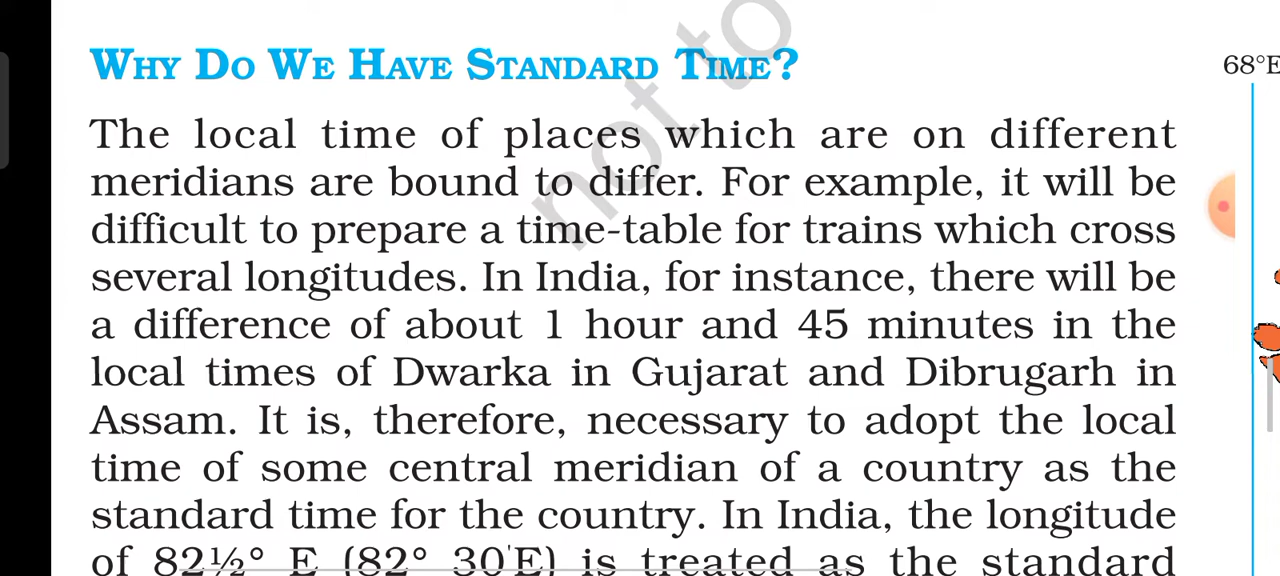 WHY DO WE HAVE STANDARD TIME?
68°E
The local time of places which are on different
meridians are bound to differ. For example, it will be
difficult to prepare a time-table for trains which cross
several longitudes. In India, for instance, there will be
a difference of about 1 hour and 45 minutes in the
local times of Dwarka in Gujarat and Dibrugarh in
Assam. It is, therefore, necessary to adopt the local
time of some central meridian of a country as the
standard time for the country. In India, the longitude
of 82½° E (82° 30'E) is treated as the standard
not to